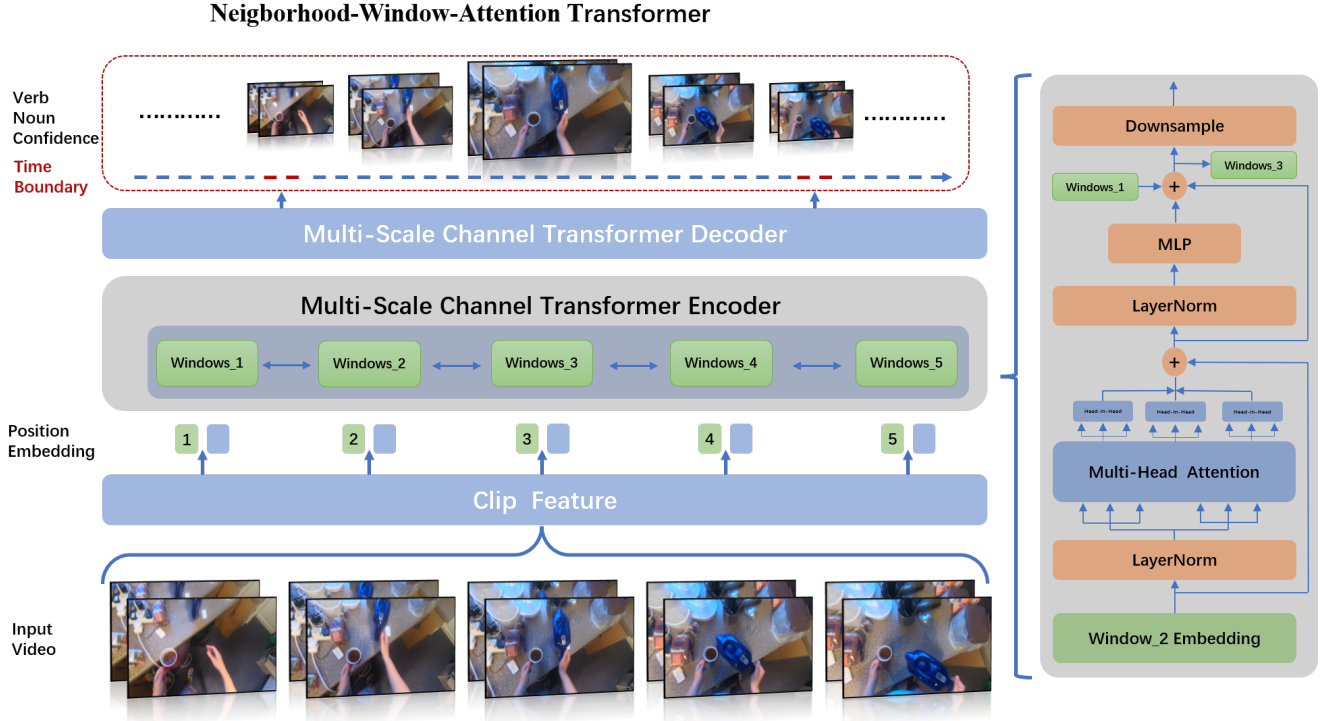 Neigborhood-Window-Attention Transformer
Verb
Noun
Confidence
Time
Boundary
…………
…………
Multi-Scale Channel Transformer Decoder
Multi-Scale Channel Transformer Encoder
Windows_1
Windows_2
Windows_3
Windows_4
Windows_5
Position
Embedding
1
2
3
4
5
Clip Feature
Input
Video
Downsample
Windows_3
Windows_1
+
MLP
LayerNorm
+
Head-In-Head
Head-In-Head
Head-In-Head
Multi-Head Attention
LayerNorm
Window_2 Embedding